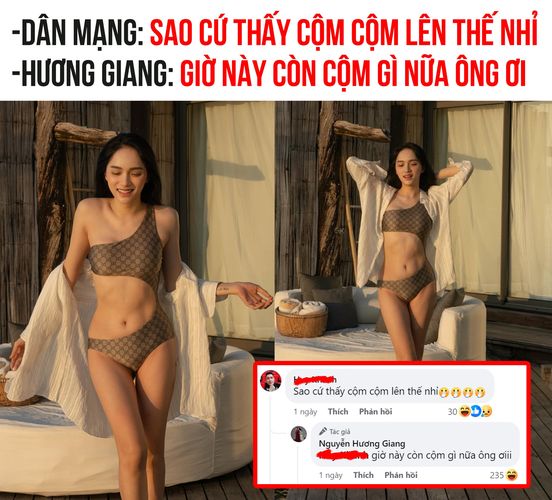 -DÂN MẠNG: SAO CỨ THẤY CỘM CỘM LÊN THẾ NHỈ
-HƯƠNG GIANG: GIỜ NÀY CÒN CỘM GÌ NỮA ÔNG ƠI
Sao cứ thấy cộm cộm lên thế nhỉ🤭🤭🤭🤭
1 ngày Thích Phản hồi 30
Tác giả
Nguyễn Hương Giang
giờ này còn cộm gì nữa ông ơiii
1 ngày Thích Phản hồi 235